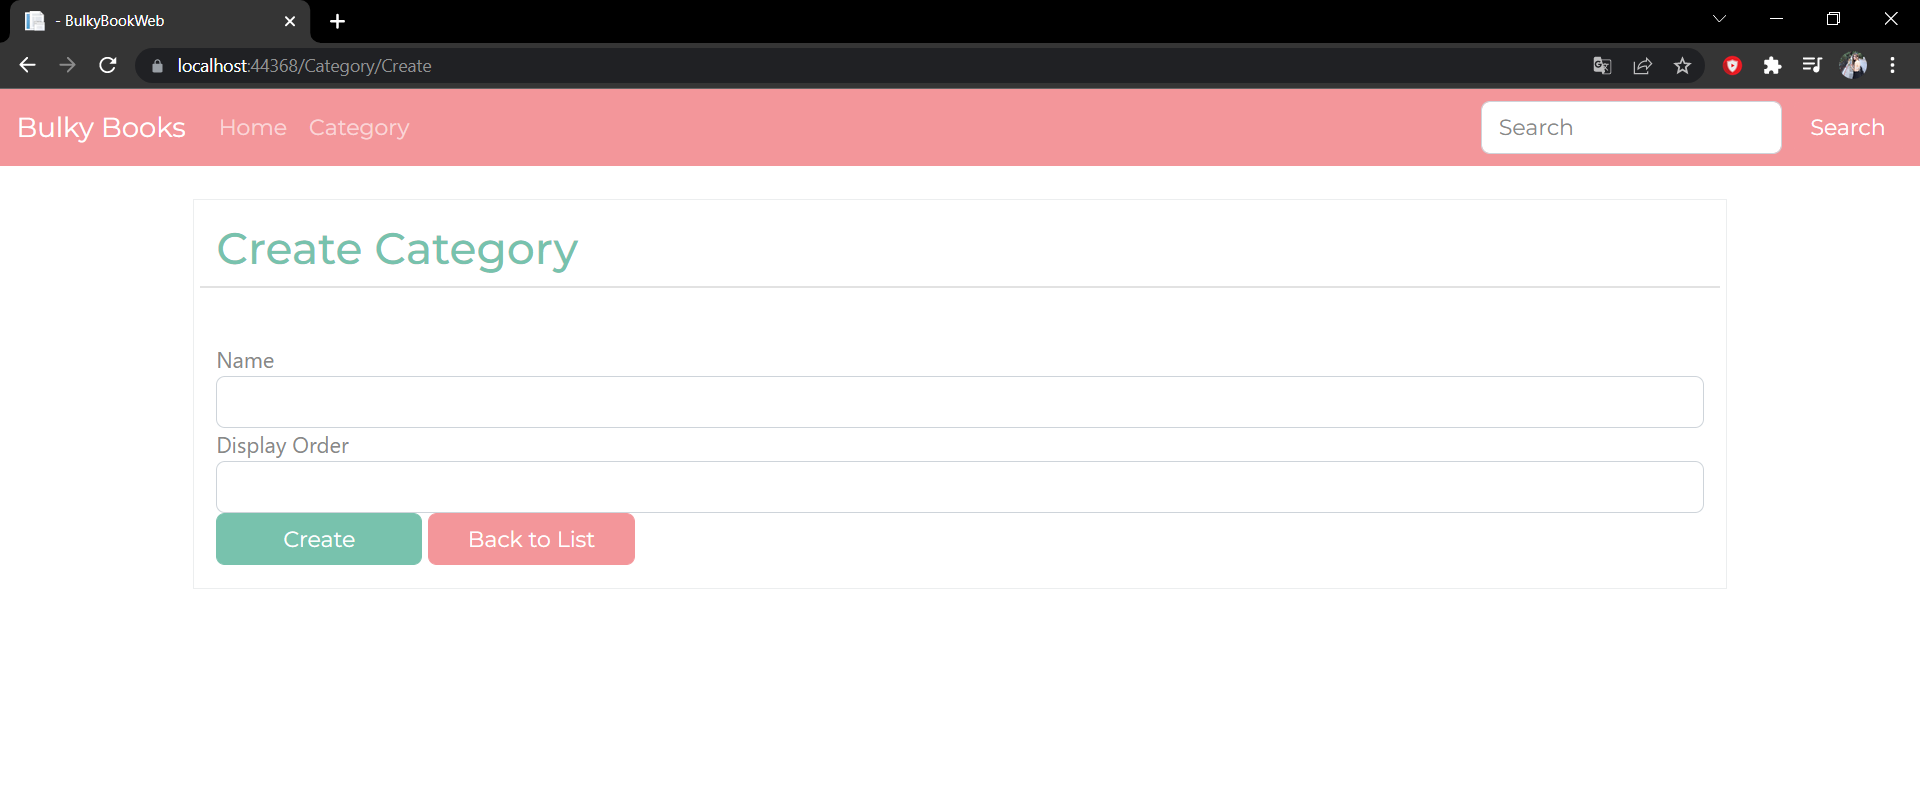 - BulkyBookWeb
localhost:44368/Category/Create
Bulky Books Home Category Search Search
Create Category
Name
Display Order
Create Back to List